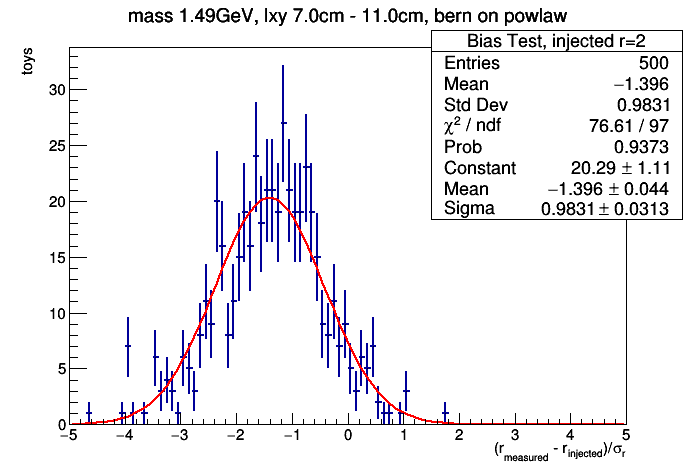 mass 1.49GeV, lxy 7.0cm - 11.0cm, bern on powlaw
toys
Bias Test, injected r=2
Entries 500
Mean −1.396
Std Dev 0.9831
χ² / ndf 76.61 / 97
Prob 0.9373
Constant 20.29 ± 1.11
Mean −1.396 ± 0.044
Sigma 0.9831 ± 0.0313
30
25
20
15
10
5
0
−5 −4 −3 −2 −1 0 1 2 3 4 5
(r_measured - r_injected)/σ_r